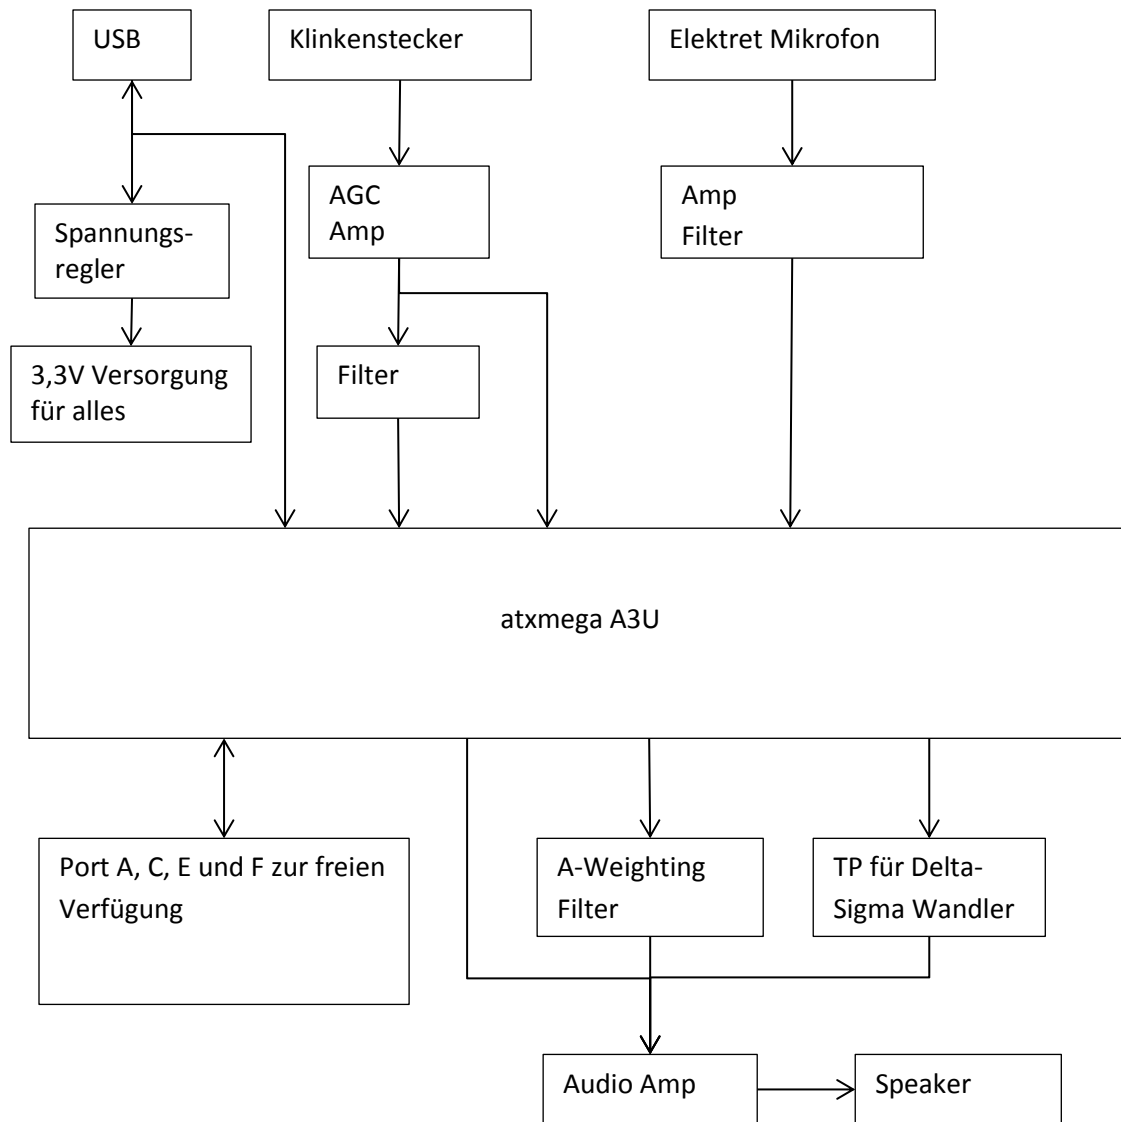 USB
Klinkenstecker
Elektret Mikrofon
AGC
Amp
Amp
Filter
Spannungs-
regler
3,3V Versorgung
für alles
Filter
atxmega A3U
Port A, C, E und F zur freien
Verfügung
A-Weighting
Filter
TP für Delta-
Sigma Wandler
Audio Amp
Speaker